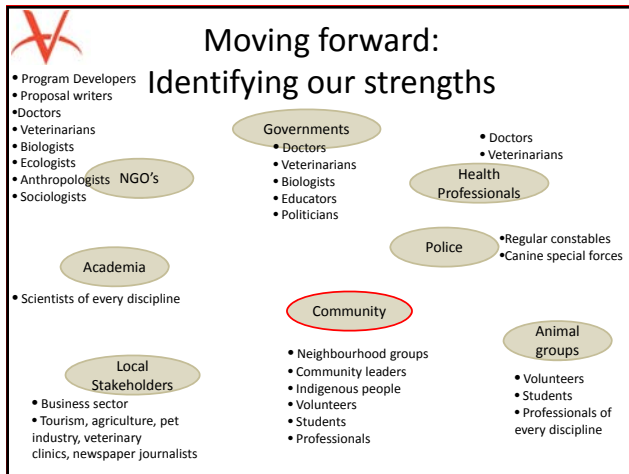 Moving forward:
Identifying our strengths
• Program Developers
• Proposal writers
•Doctors
• Veterinarians
• Biologists
• Ecologists
• Anthropologists
• Sociologists
NGO's
Governments
• Doctors
• Veterinarians
• Biologists
• Educators
• Politicians
• Doctors
• Veterinarians
Health
Professionals
Police
•Regular constables
•Canine special forces
Academia
• Scientists of every discipline
Community
• Neighbourhood groups
• Community leaders
• Indigenous people
• Volunteers
• Students
• Professionals
Animal
groups
• Volunteers
• Students
• Professionals of
every discipline
Local
Stakeholders
• Business sector
• Tourism, agriculture, pet
industry, veterinary
clinics, newspaper journalists